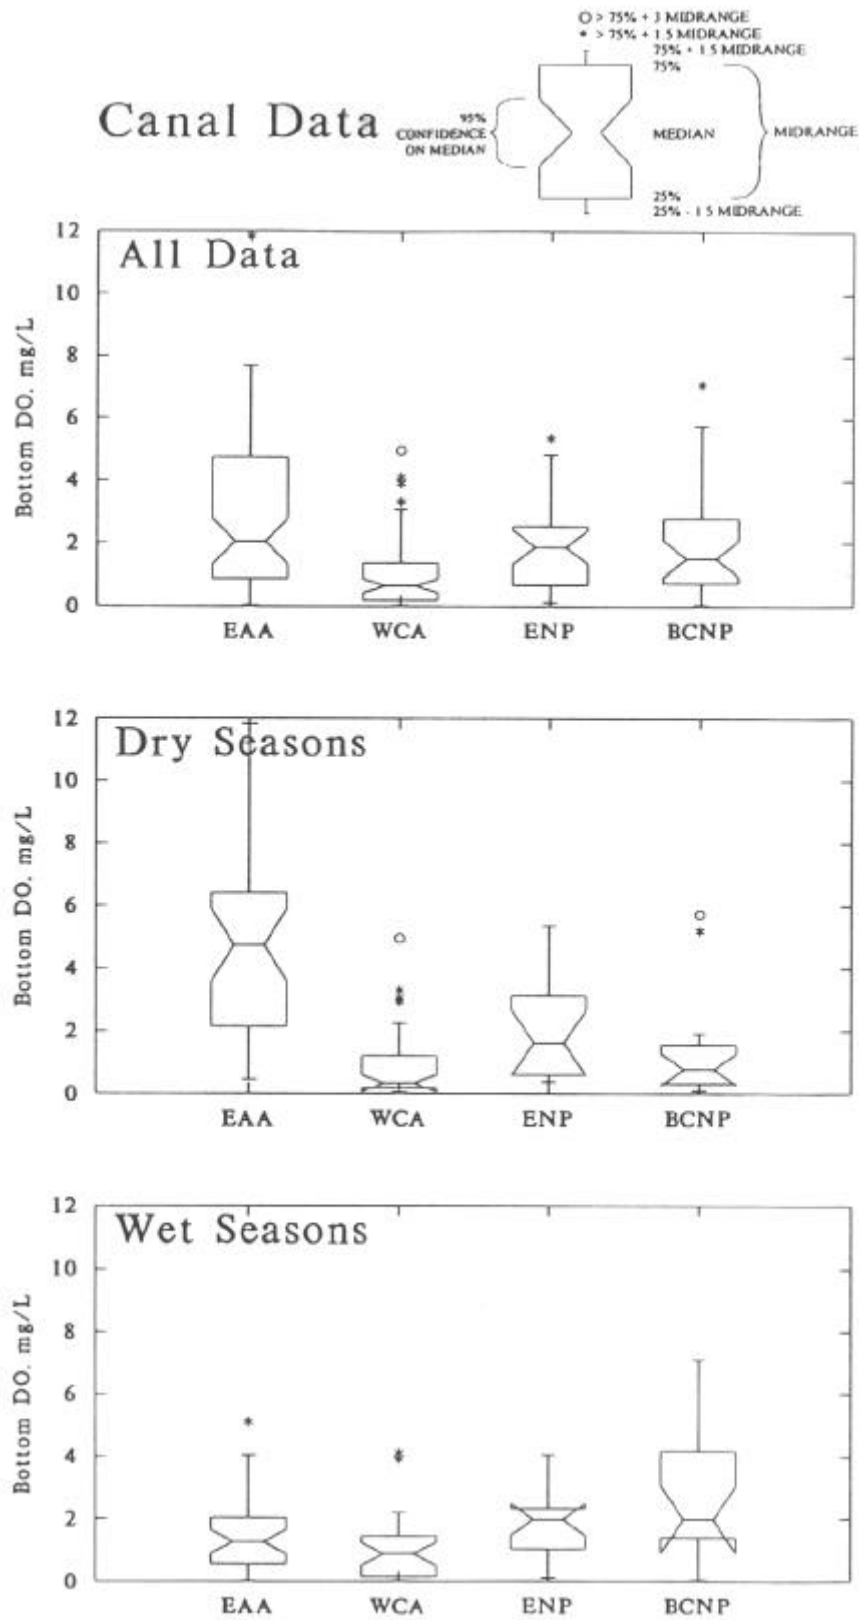 ○ > 75% + 3 MIDRANGE
* > 75% + 1 5 MIDRANGE
75% + 1 5 MIDRANGE
75%
Canal Data
95%
CONFIDENCE
ON MEDIAN
MEDIAN
MIDRANGE
25%
25% - 1 5 MIDRANGE
All Data
Bottom DO. mg/L
12
10
8
6
4
2
0
EAA WCA ENP BCNP
Dry Seasons
Bottom DO. mg/L
12
10
8
6
4
2
0
EAA WCA ENP BCNP
Wet Seasons
Bottom DO. mg/L
12
10
8
6
4
2
0
EAA WCA ENP BCNP